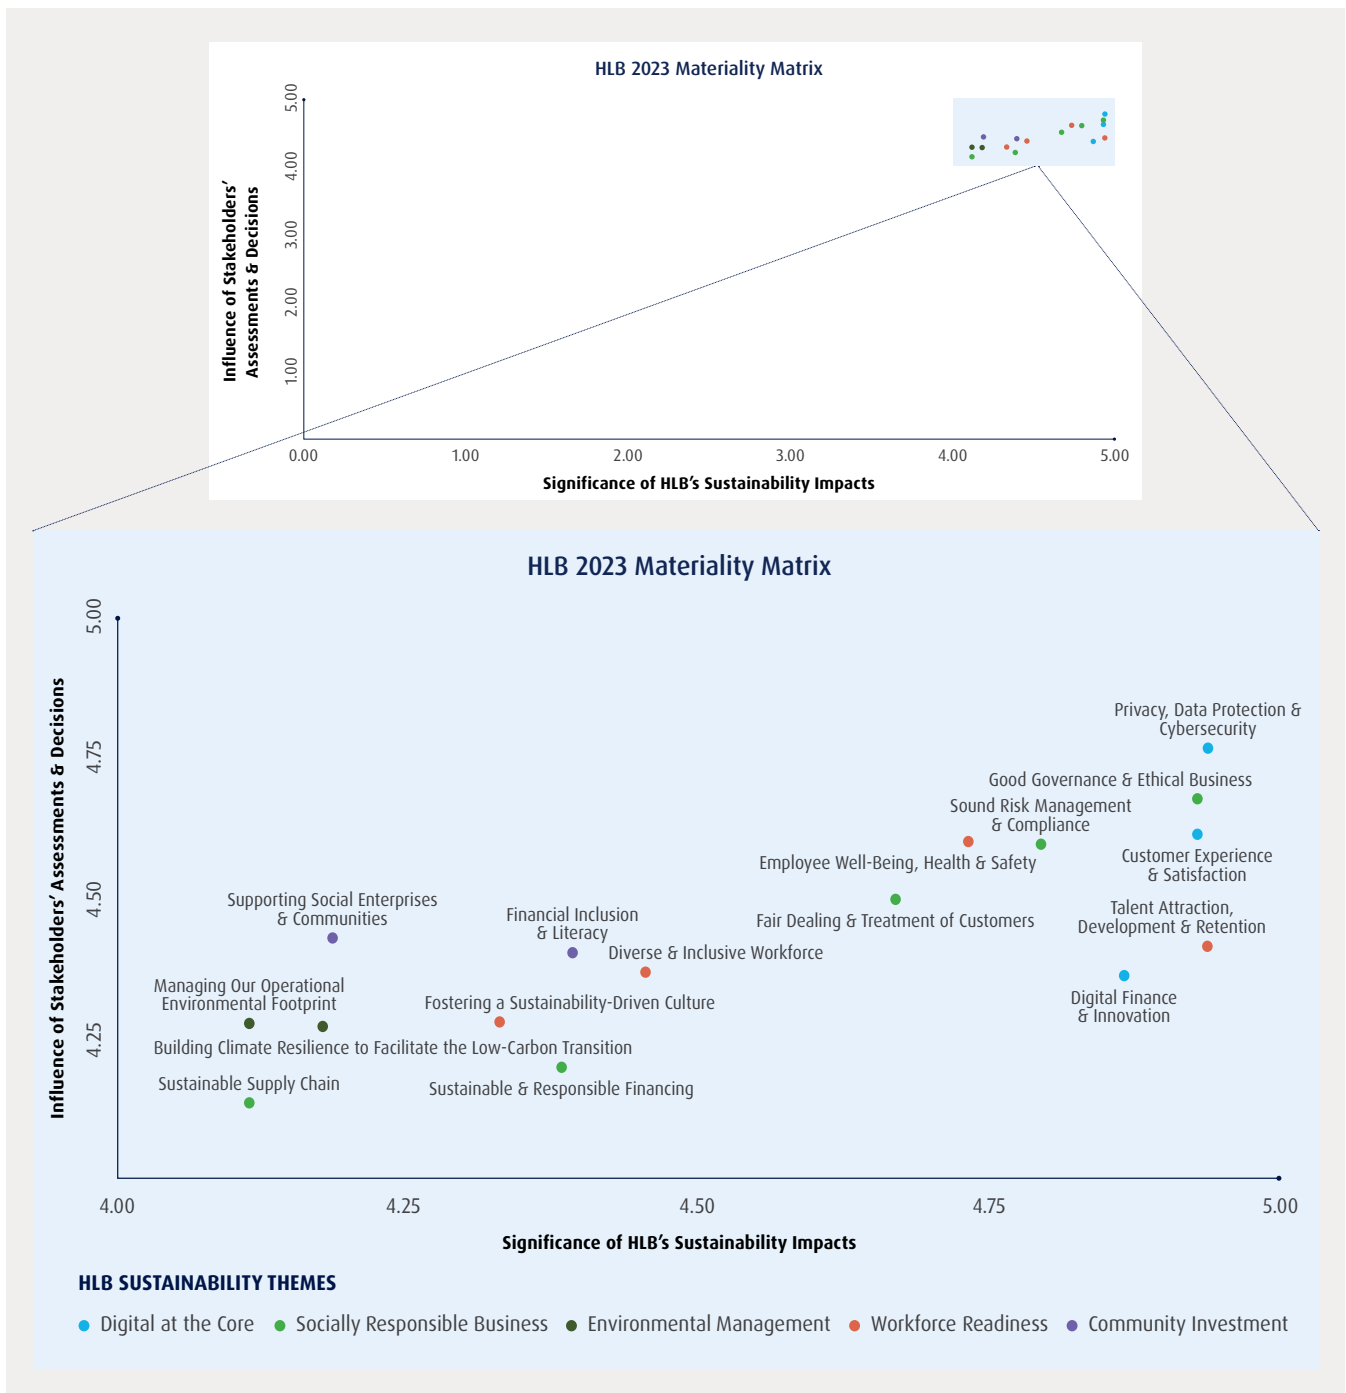 HLB 2023 Materiality Matrix
5.00
4.00
3.00
2.00
1.00
Influence of Stakeholders'
Assessments & Decisions
0.00
1.00
2.00
3.00
4.00
5.00
Significance of HLB's Sustainability Impacts
HLB 2023 Materiality Matrix
5.00
4.75
4.50
4.25
Influence of Stakeholders' Assessments & Decisions
Privacy, Data Protection &
Cybersecurity
Good Governance & Ethical Business
Sound Risk Management
& Compliance
Employee Well-Being, Health & Safety
Customer Experience
& Satisfaction
Supporting Social Enterprises
& Communities
Financial Inclusion
& Literacy
Fair Dealing & Treatment of Customers
Talent Attraction,
Development & Retention
Diverse & Inclusive Workforce
Managing Our Operational
Environmental Footprint
Fostering a Sustainability-Driven Culture
Digital Finance
& Innovation
Building Climate Resilience to Facilitate the Low-Carbon Transition
Sustainable Supply Chain
Sustainable & Responsible Financing
4.00
4.25
4.50
4.75
5.00
Significance of HLB's Sustainability Impacts
HLB SUSTAINABILITY THEMES
Digital at the Core
Socially Responsible Business
Environmental Management
Workforce Readiness
Community Investment